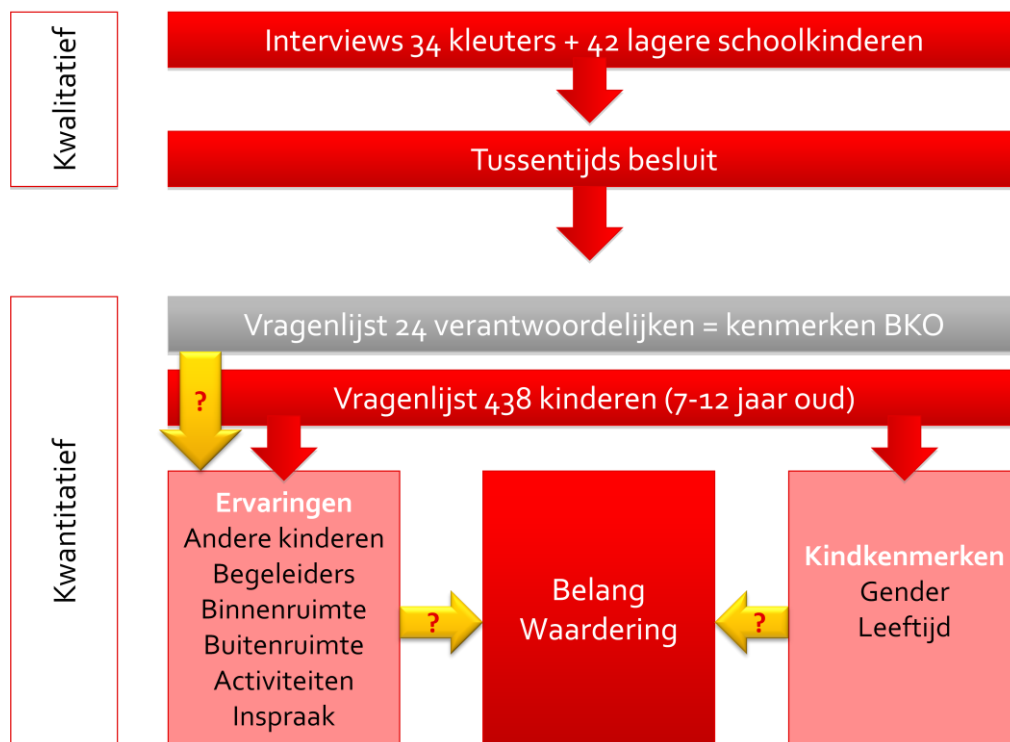 Kwalitatief
Interviews 34 kleuters + 42 lagere schoolkinderen
Tussentijds besluit
Kwantitatief
Vragenlijst 24 verantwoordelijken = kenmerken BKO
?
Vragenlijst 438 kinderen (7-12 jaar oud)
Ervaringen
Andere kinderen
Begeleiders
Binnenruimte
Buitenruimte
Activiteiten
Inspraak
?
Belang
Waardering
?
Kindkenmerken
Gender
Leeftijd